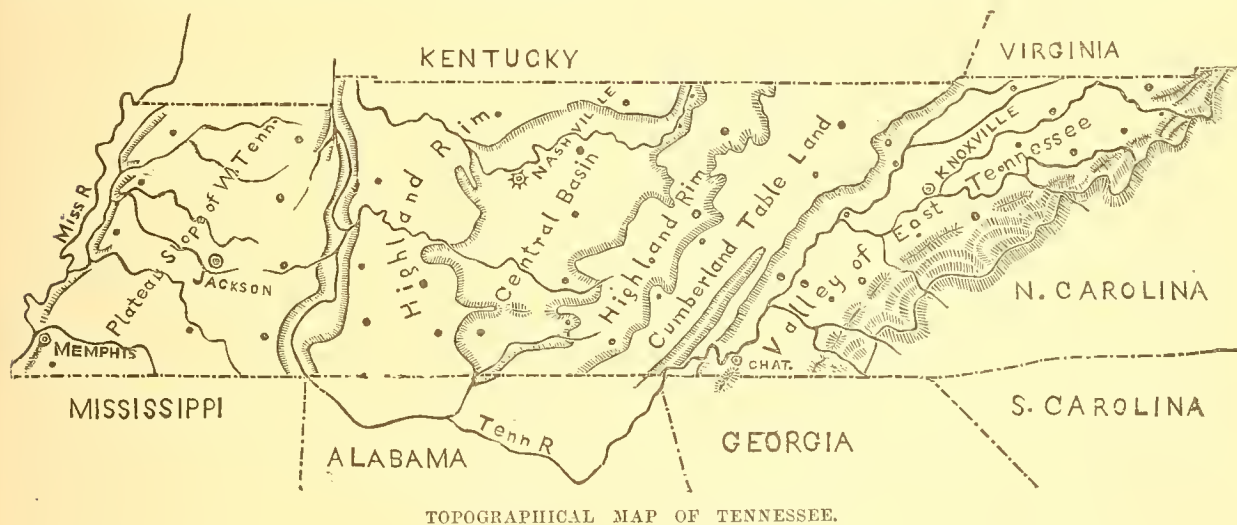 KENTUCKY
VIRGINIA
Miss R
Plateau Slope of W. Tenn.
JACKSON
MEMPHIS
Highland Rim
NASHVILLE
Central Basin
Highland Rim
Cumberland Table Land
Valley of East Tennessee
KNOXVILLE
CHAT.
N. CAROLINA
S. CAROLINA
MISSISSIPPI
ALABAMA
Tenn R
GEORGIA
TOPOGRAPHICAL MAP OF TENNESSEE.